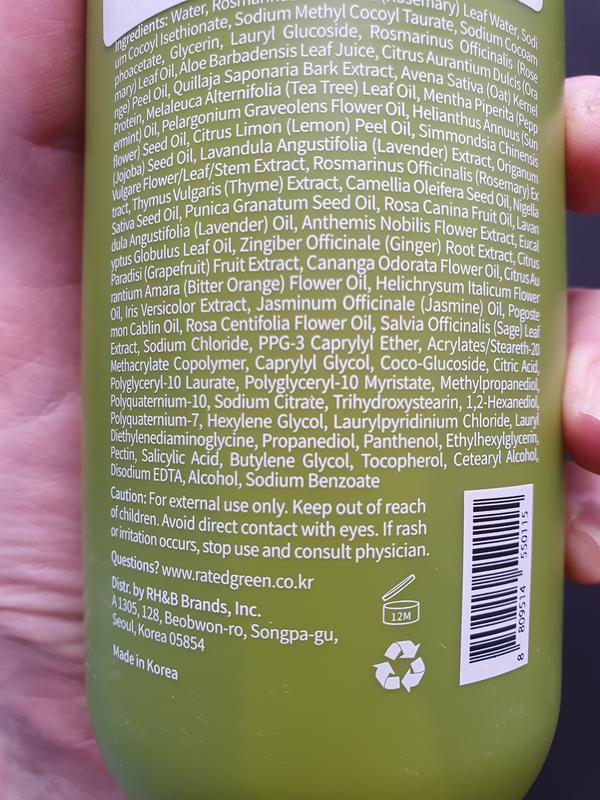 Ingredients: Water, (Rosemary) Leaf Water, Sodi
um Cocoyl Isethionate, Sodium Methyl Cocoyl Taurate, Sodium Cocoam
phoacetate, Glycerin, Lauryl Glucoside, Rosmarinus Officinalis (Rose
mary) Leaf Oil, Aloe Barbadensis Leaf Juice, Citrus Aurantium Dulcis (Ora
nge) Peel Oil, Quillaja Saponaria Bark Extract, Avena Sativa (Oat) Kernel
Protein, Melaleuca Alternifolia (Tea Tree) Leaf Oil, Mentha Piperita (Pepp
ermint) Oil, Pelargonium Graveolens Flower Oil, Helianthus Annuus (Sun
flower) Seed Oil, Citrus Limon (Lemon) Peel Oil, Simmondsia Chinensis
(Jojoba) Seed Oil, Lavandula Angustifolia (Lavender) Extract, Origanum
Vulgare Flower/Leaf/Stem Extract, Rosmarinus Officinalis (Rosemary) Ex
tract, Thymus Vulgaris (Thyme) Extract, Camellia Oleifera Seed Oil, Nigella
Sativa Seed Oil, Punica Granatum Seed Oil, Rosa Canina Fruit Oil, Lavan
dula Angustifolia (Lavender) Oil, Anthemis Nobilis Flower Extract, Eucal
yptus Globulus Leaf Oil, Zingiber Officinale (Ginger) Root Extract, Citrus
Paradisi (Grapefruit) Fruit Extract, Cananga Odorata Flower Oil, Citrus Au
rantium Amara (Bitter Orange) Flower Oil, Helichrysum Italicum Flower
Oil, Iris Versicolor Extract, Jasminum Officinale (Jasmine) Oil, Pogoste
mon Cablin Oil, Rosa Centifolia Flower Oil, Salvia Officinalis (Sage) Leaf
Extract, Sodium Chloride, PPG-3 Caprylyl Ether, Acrylates/Steareth-20
Methacrylate Copolymer, Caprylyl Glycol, Coco-Glucoside, Citric Acid,
Polyglyceryl-10 Laurate, Polyglyceryl-10 Myristate, Methylpropanediol,
Polyquaternium-10, Sodium Citrate, Trihydroxystearin, 1,2-Hexanediol,
Polyquaternium-7, Hexylene Glycol, Laurylpyridinium Chloride, Lauryl
Diethylenediaminoglycine, Propanediol, Panthenol, Ethylhexylglycerin,
Pectin, Salicylic Acid, Butylene Glycol, Tocopherol, Cetearyl Alcohol,
Disodium EDTA, Alcohol, Sodium Benzoate
Caution: For external use only. Keep out of reach
of children. Avoid direct contact with eyes. If rash
or irritation occurs, stop use and consult physician.
Questions? www.ratedgreen.co.kr
Distr. by RH&B Brands, Inc.
A 1305, 128, Beobwon-ro, Songpa-gu,
Seoul, Korea 05854
Made in Korea
12M
8 809514 550115